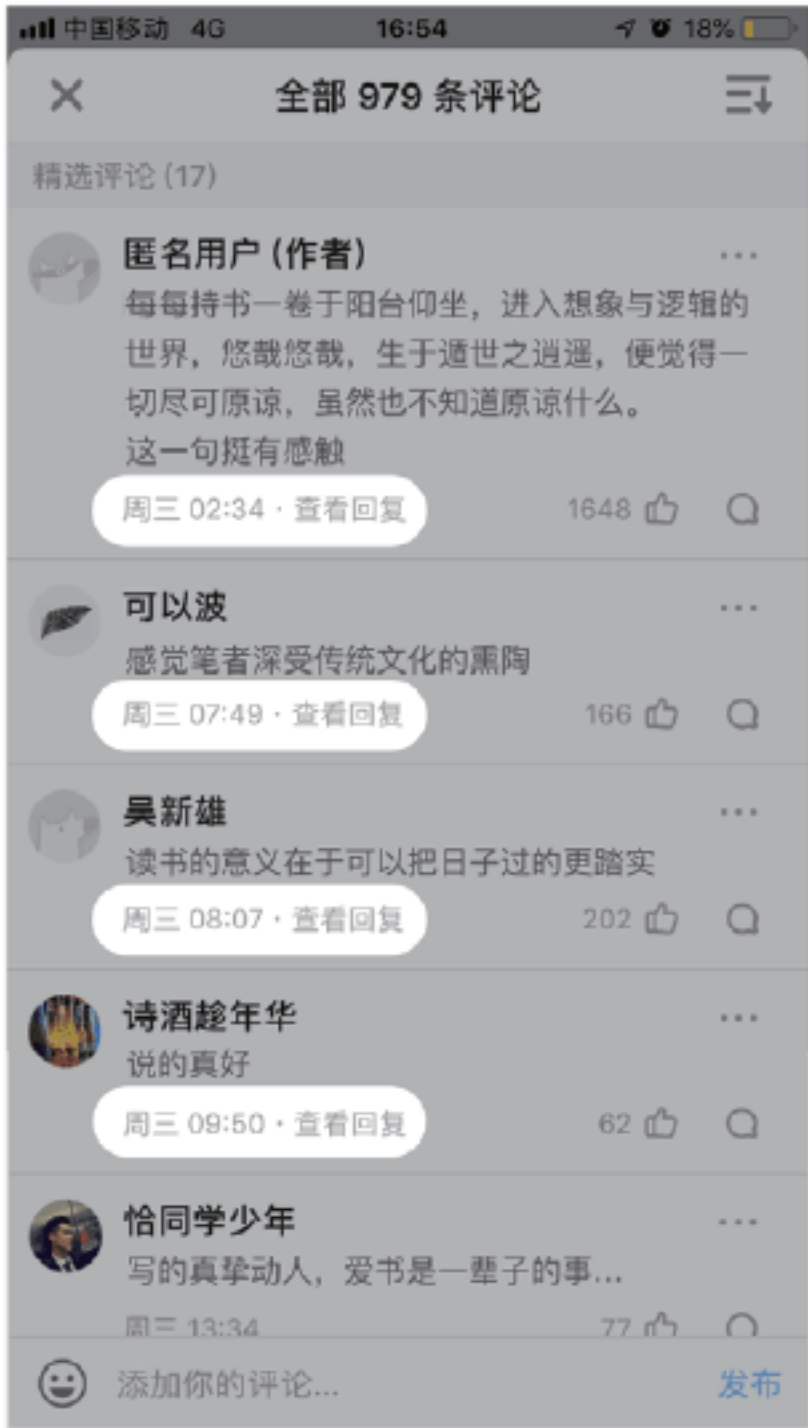 中国移动 4G 16:54 18%
全部 979 条评论
精选评论 (17)
匿名用户 (作者)
每每持书一卷于阳台仰坐，进入想象与逻辑的
世界，悠哉悠哉，生于遁世之逍遥，便觉得一
切尽可原谅，虽然也不知道原谅什么。
这一句挺有感触
周三 02:34 · 查看回复 1648
可以波
感觉笔者深受传统文化的熏陶
周三 07:49 · 查看回复 166
吴新雄
读书的意义在于可以把日子过的更踏实
周三 08:07 · 查看回复 202
诗酒趁年华
说的真好
周三 09:50 · 查看回复 62
恰同学少年
写的真挚动人，爱书是一辈子的事...
周三 13:34 77
添加你的评论... 发布